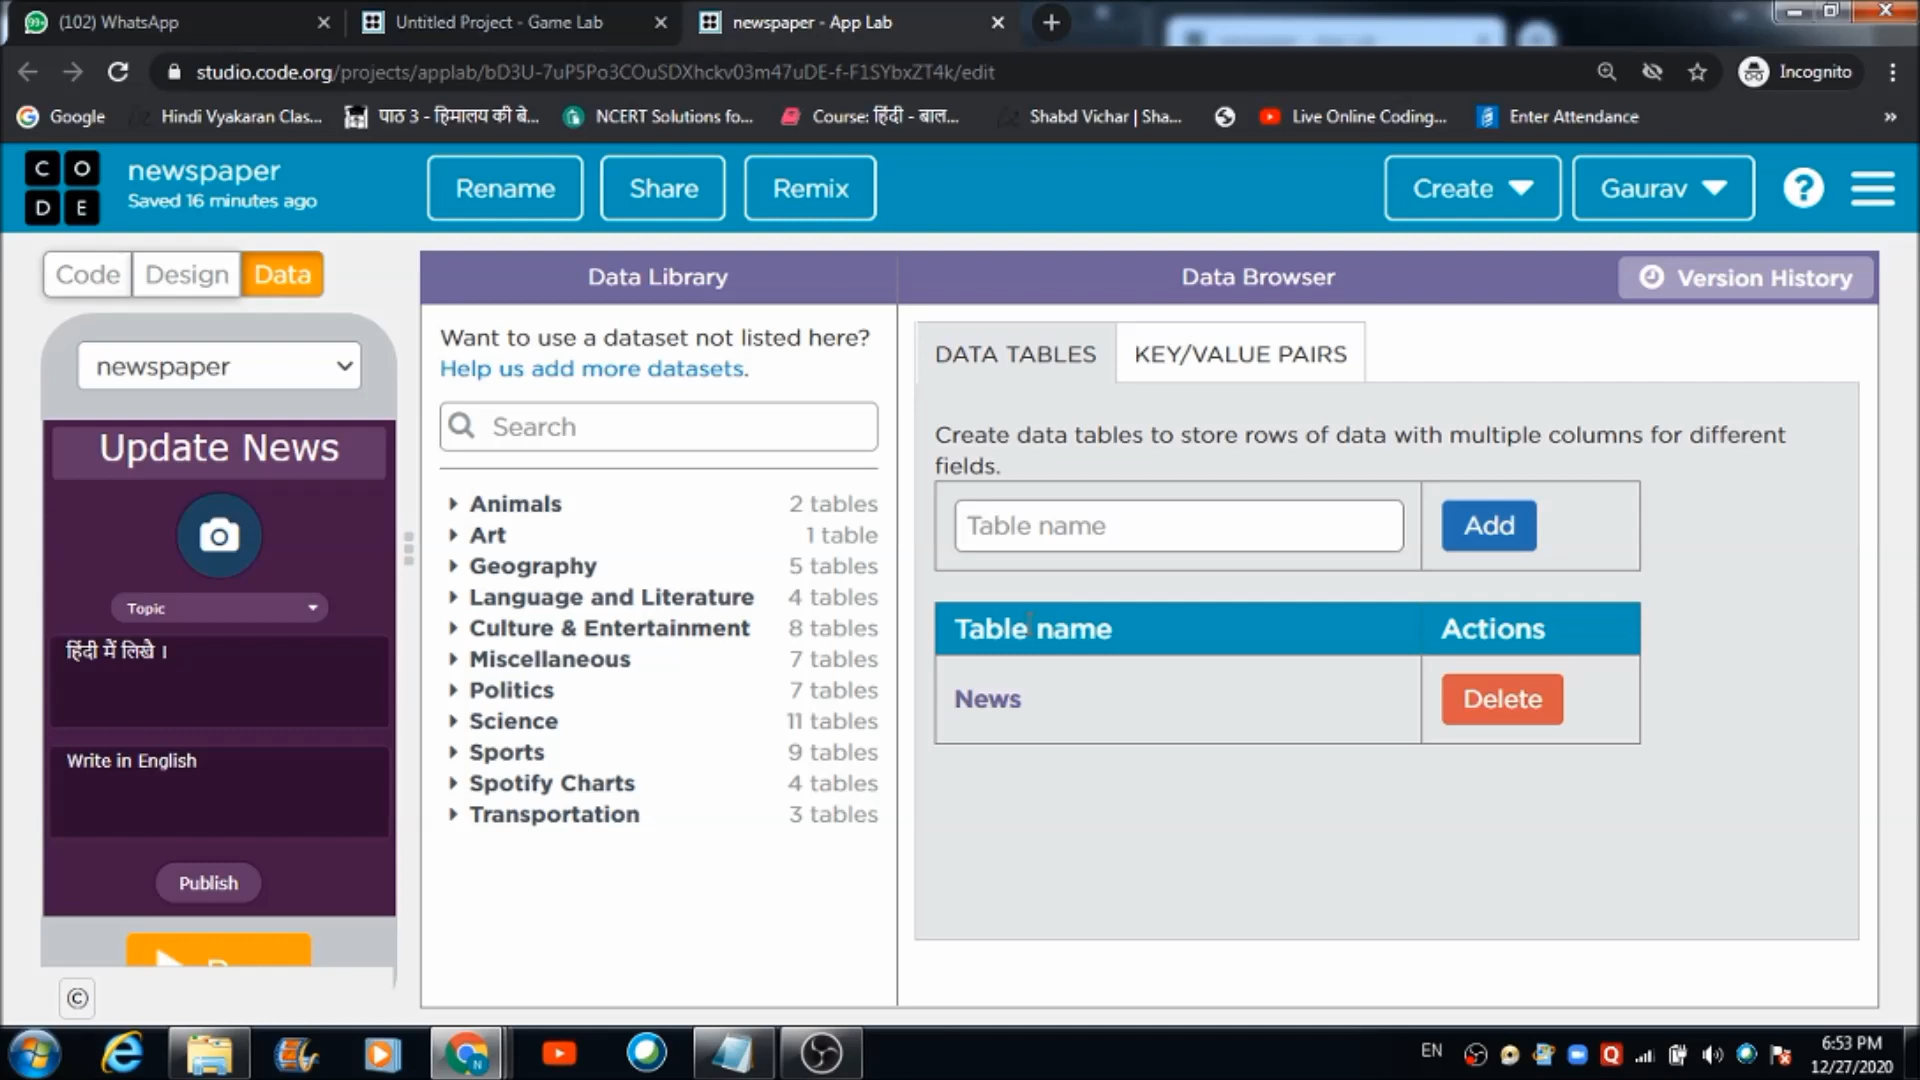 (102) WhatsApp
Untitled Project - Game Lab
newspaper - App Lab
studio.code.org/projects/applab/bD3U-7uP5Po3COuSDXhckv03m47uDE-f-F1SYbxZT4k/edit
Incognito
Google
Hindi Vyakaran Clas...
पाठ 3 - हिमालय की बे...
NCERT Solutions fo...
Course: हिंदी - बाल...
Shabd Vichar | Sha...
Live Online Coding...
Enter Attendance
C O
D E
newspaper
Saved 16 minutes ago
Rename
Share
Remix
Create
Gaurav
Code
Design
Data
Data Library
Data Browser
Version History
newspaper
Update News
Topic
हिंदी में लिखे ।
Write in English
Publish
Want to use a dataset not listed here?
Help us add more datasets.
Search
Animals 2 tables
Art 1 table
Geography 5 tables
Language and Literature 4 tables
Culture & Entertainment 8 tables
Miscellaneous 7 tables
Politics 7 tables
Science 11 tables
Sports 9 tables
Spotify Charts 4 tables
Transportation 3 tables
DATA TABLES
KEY/VALUE PAIRS
Create data tables to store rows of data with multiple columns for different
fields.
Table name
Add
Table name
Actions
News
Delete
EN
6:53 PM
12/27/2020